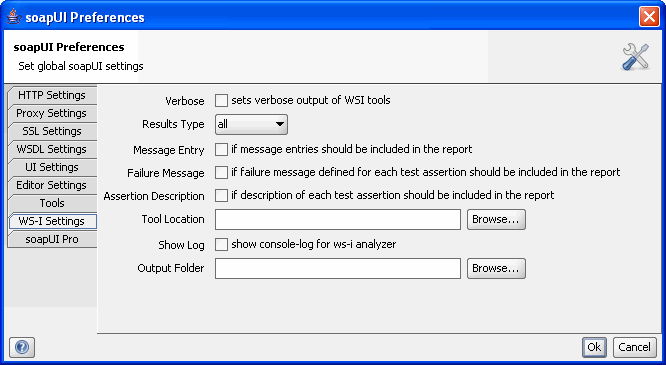 soapUI Preferences
soapUI Preferences
Set global soapUI settings
HTTP Settings
Proxy Settings
SSL Settings
WSDL Settings
UI Settings
Editor Settings
Tools
WS-I Settings
soapUI Pro
Verbose sets verbose output of WSI tools
Results Type all
Message Entry if message entries should be included in the report
Failure Message if failure message defined for each test assertion should be included in the report
Assertion Description if description of each test assertion should be included in the report
Tool Location Browse...
Show Log show console-log for ws-i analyzer
Output Folder Browse...
? Ok Cancel